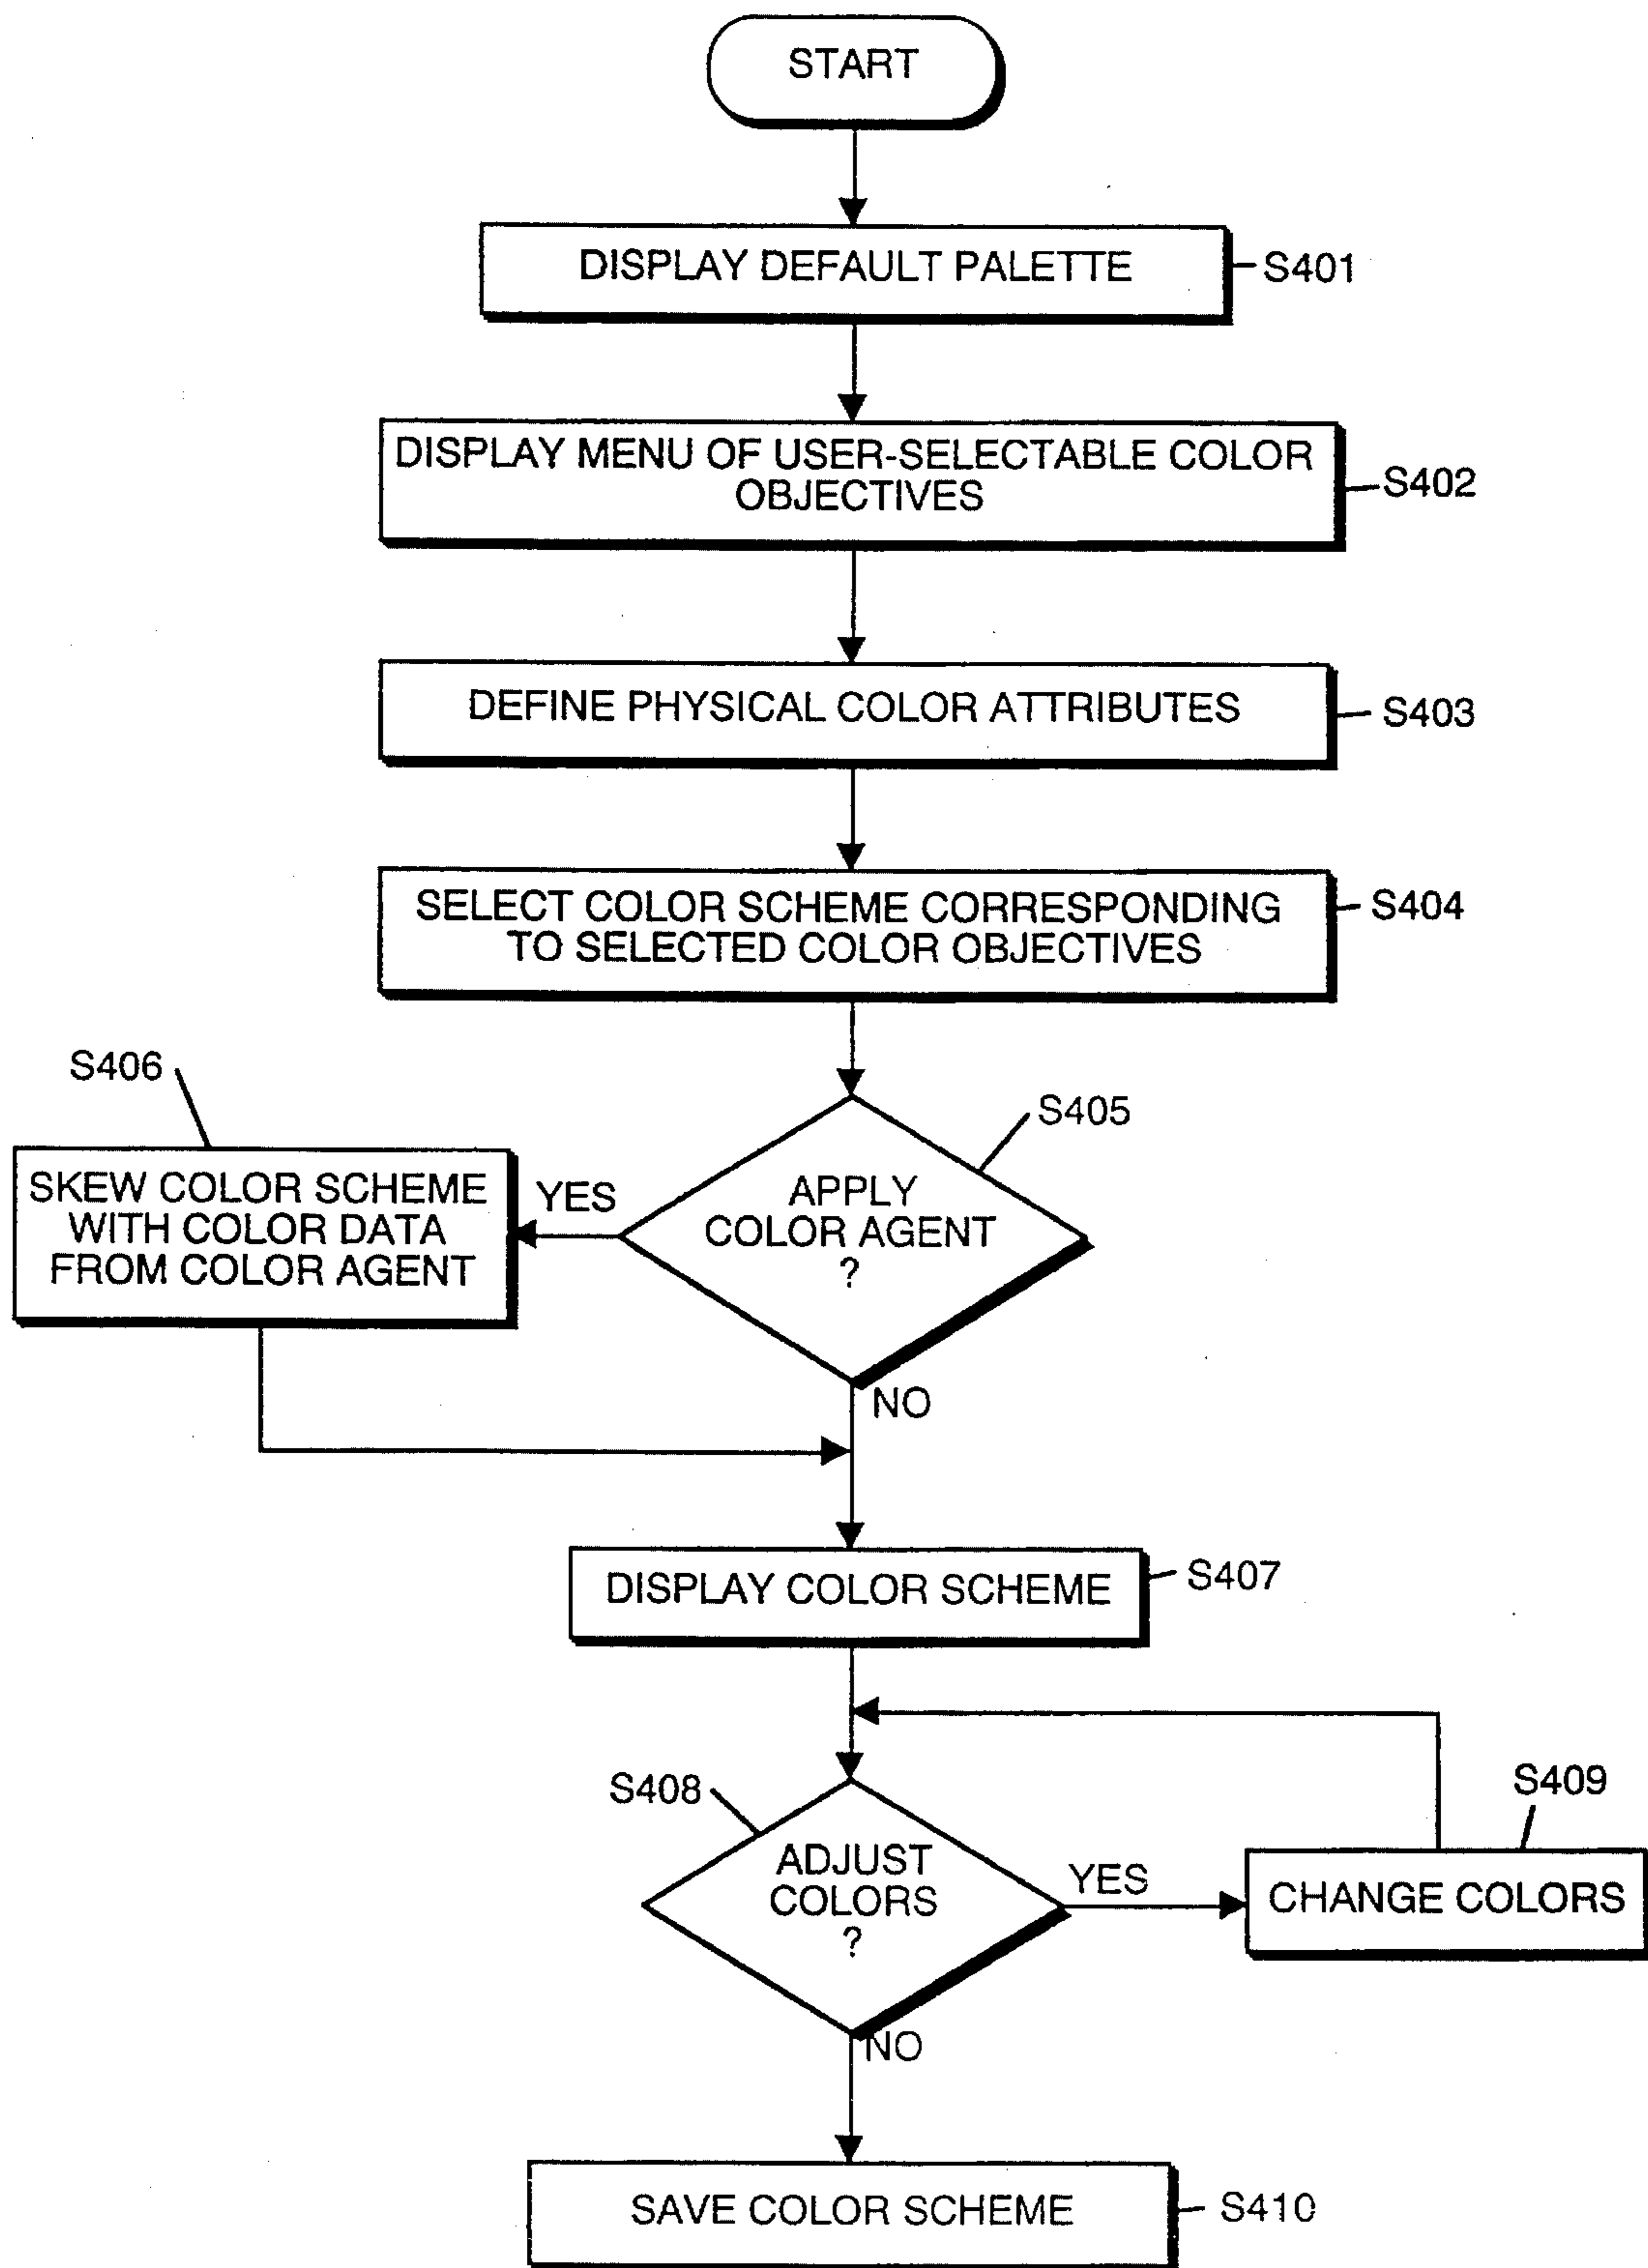 START
DISPLAY DEFAULT PALETTE
S401
DISPLAY MENU OF USER-SELECTABLE COLOR
OBJECTIVES
S402
DEFINE PHYSICAL COLOR ATTRIBUTES
S403
SELECT COLOR SCHEME CORRESPONDING
TO SELECTED COLOR OBJECTIVES
S404
S406
SKEW COLOR SCHEME
WITH COLOR DATA
FROM COLOR AGENT
YES
S405
APPLY
COLOR AGENT
?
NO
DISPLAY COLOR SCHEME
S407
S408
ADJUST
COLORS
?
YES
S409
CHANGE COLORS
NO
SAVE COLOR SCHEME
S410